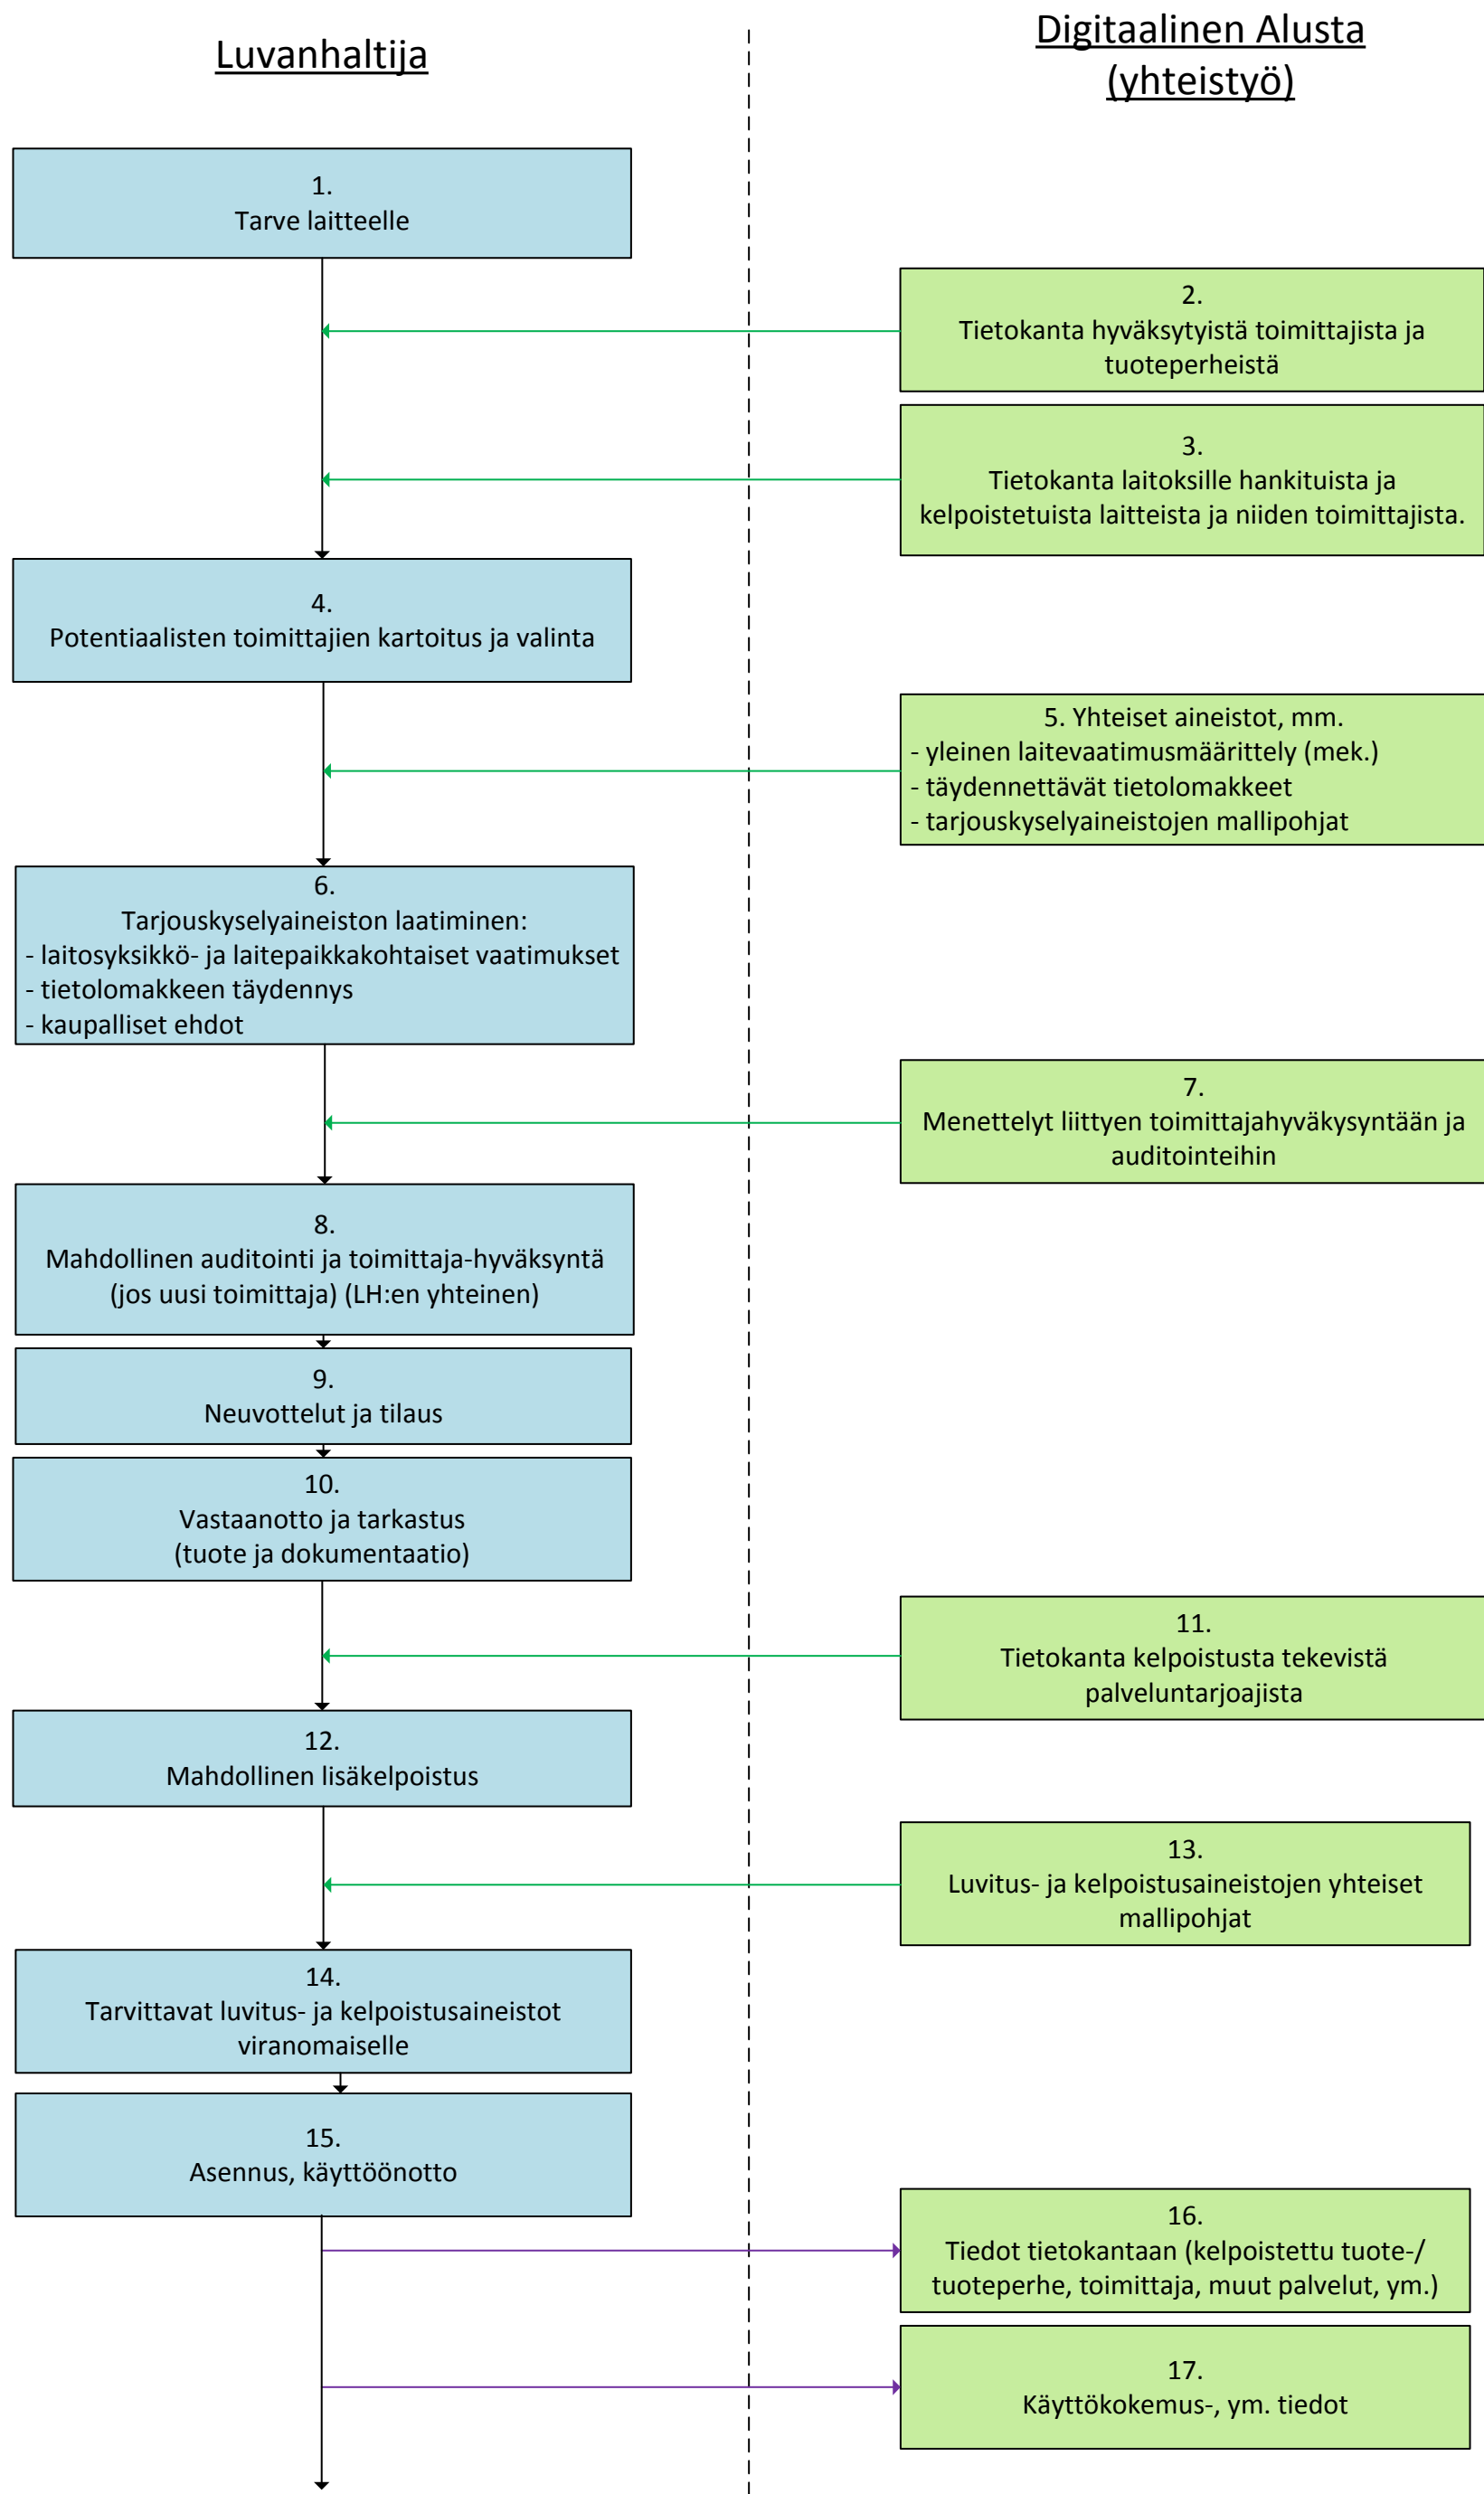 Luvanhaltija
Digitaalinen Alusta
(yhteistyö)
1.
Tarve laitteelle
2.
Tietokanta hyväksytyistä toimittajista ja
tuoteperheistä
3.
Tietokanta laitoksille hankituista ja
kelpoistetuista laitteista ja niiden toimittajista.
4.
Potentiaalisten toimittajien kartoitus ja valinta
5. Yhteiset aineistot, mm.
- yleinen laitevaatimusmäärittely (mek.)
- täydennettävät tietolomakkeet
- tarjouskyselyaineistojen mallipohjat
6.
Tarjouskyselyaineiston laatiminen:
- laitosyksikkö- ja laitepaikkakohtaiset vaatimukset
- tietolomakkeen täydennys
- kaupalliset ehdot
7.
Menettelyt liittyen toimittajahyväkysyntään ja
auditointeihin
8.
Mahdollinen auditointi ja toimittaja-hyväksyntä
(jos uusi toimittaja) (LH:en yhteinen)
9.
Neuvottelut ja tilaus
10.
Vastaanotto ja tarkastus
(tuote ja dokumentaatio)
11.
Tietokanta kelpoistusta tekevistä
palveluntarjoajista
12.
Mahdollinen lisäkelpoistus
13.
Luvitus- ja kelpoistusaineistojen yhteiset
mallipohjat
14.
Tarvittavat luvitus- ja kelpoistusaineistot
viranomaiselle
15.
Asennus, käyttöönotto
16.
Tiedot tietokantaan (kelpoistettu tuote-/
tuoteperhe, toimittaja, muut palvelut, ym.)
17.
Käyttökokemus-, ym. tiedot